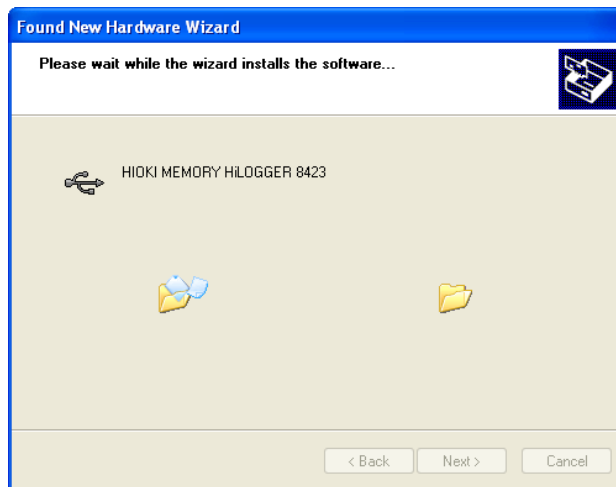 Found New Hardware Wizard
Please wait while the wizard installs the software...
HIOKI MEMORY HiLOGGER 8423
< Back
Next >
Cancel